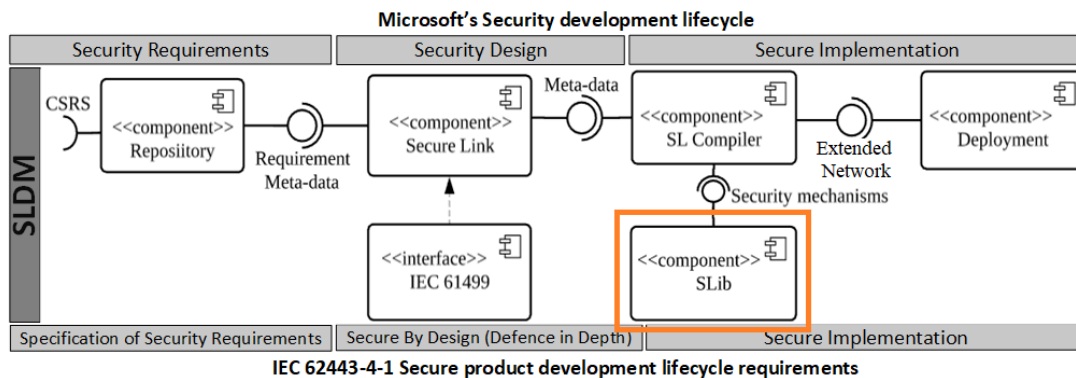 Microsoft's Security development lifecycle
Security Requirements
Security Design
Secure Implementation
SLDM
CSRS
<<component>>
Reposiitory
Requirement
Meta-data
<<component>>
Secure Link
Meta-data
<<component>>
SL Compiler
Extended
Network
<<component>>
Deployment
Security mechanisms
<<interface>>
IEC 61499
<<component>>
SLib
Specification of Security Requirements
Secure By Design (Defence in Depth)
Secure Implementation
IEC 62443-4-1 Secure product development lifecycle requirements